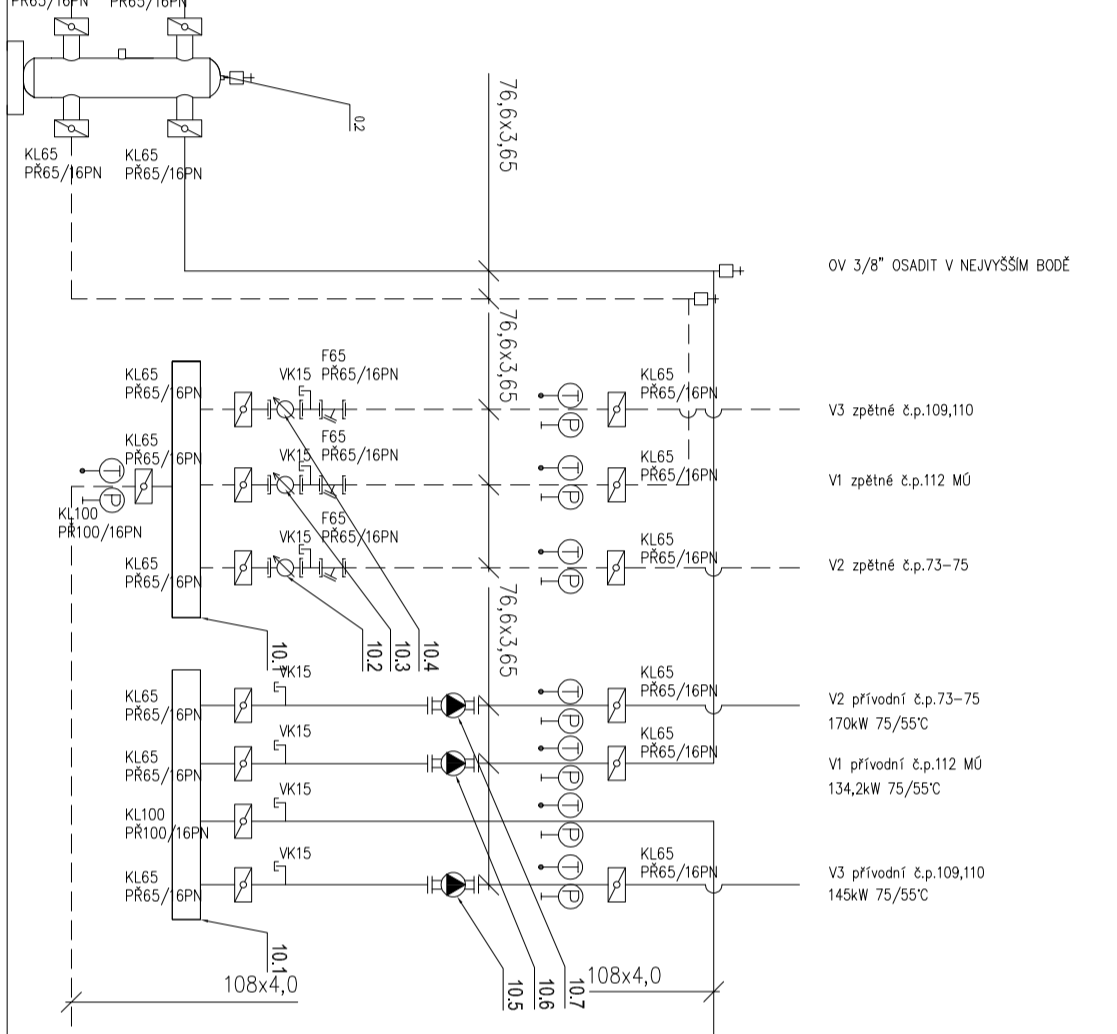 PŘ65/16PN
PŘ65/16PN
0.2
KL65
PŘ65/16PN
KL65
PŘ65/16PN
76,6x3,65
OV 3/8" OSADIT V NEJVYŠŠÍM BODĚ
76,6x3,65
KL65
PŘ65/16PN
VK15
F65
PŘ65/16PN
T
P
KL65
PŘ65/16PN
V3 zpětné č.p.109,110
KL65
PŘ65/16PN
VK15
F65
PŘ65/16PN
T
P
KL65
PŘ65/16PN
V1 zpětné č.p.112 MÚ
T
P
KL100
PŘ100/16PN
KL65
PŘ65/16PN
VK15
F65
PŘ65/16PN
T
P
KL65
PŘ65/16PN
V2 zpětné č.p.73-75
76,6x3,65
10.2
10.3
10.4
KL65
PŘ65/16PN
VK15
T
P
KL65
PŘ65/16PN
V2 přívodní č.p.73-75
170kW 75/55°C
KL65
PŘ65/16PN
VK15
T
P
KL65
PŘ65/16PN
V1 přívodní č.p.112 MÚ
134,2kW 75/55°C
KL100
PŘ100/16PN
VK15
T
P
KL65
PŘ65/16PN
VK15
T
P
KL65
PŘ65/16PN
V3 přívodní č.p.109,110
145kW 75/55°C
10.1
108x4,0
10.5
10.6
10.7
108x4,0